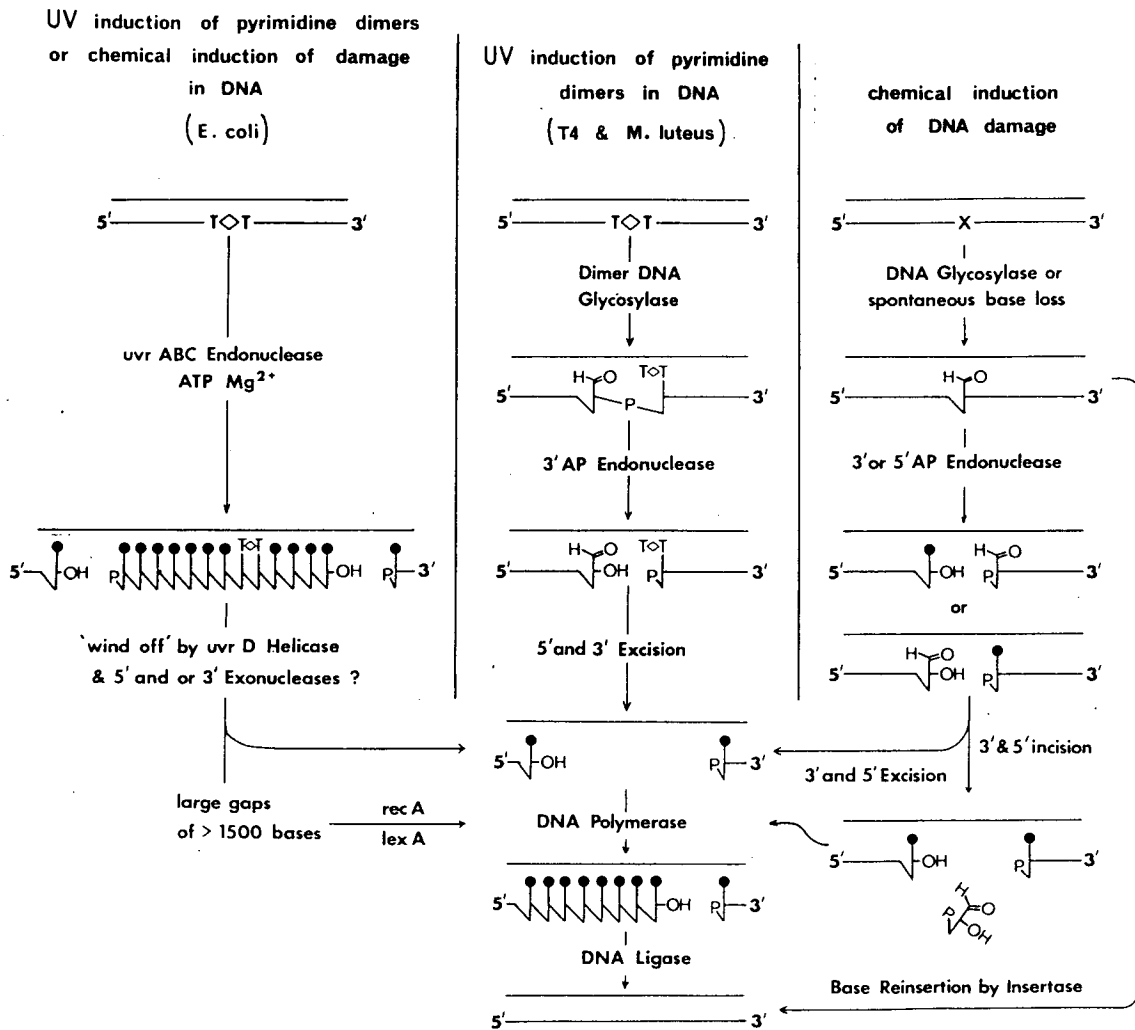 UV induction of pyrimidine dimers
or chemical induction of damage
in DNA
(E. coli)
5' T◇T 3'
uvr ABC Endonuclease
ATP Mg²⁺
T◇T
5' OH P OH P 3'
'wind off' by uvr D Helicase
& 5' and or 3' Exonucleases ?
large gaps
of > 1500 bases
rec A
lex A
UV induction of pyrimidine
dimers in DNA
(T4 & M. luteus)
5' T◇T 3'
Dimer DNA
Glycosylase
H O T◇T
5' P 3'
3' AP Endonuclease
H O T◇T
5' OH P 3'
5' and 3' Excision
5' OH P 3'
DNA Polymerase
5' OH P 3'
DNA Ligase
5' 3'
chemical induction
of DNA damage
5' X 3'
DNA Glycosylase or
spontaneous base loss
H O
5' 3'
3' or 5' AP Endonuclease
H O
5' OH P 3'
or
H O
5' OH P 3'
3' & 5' incision
3' and 5' Excision
5' OH P 3'
H
P O
OH
Base Reinsertion by Insertase